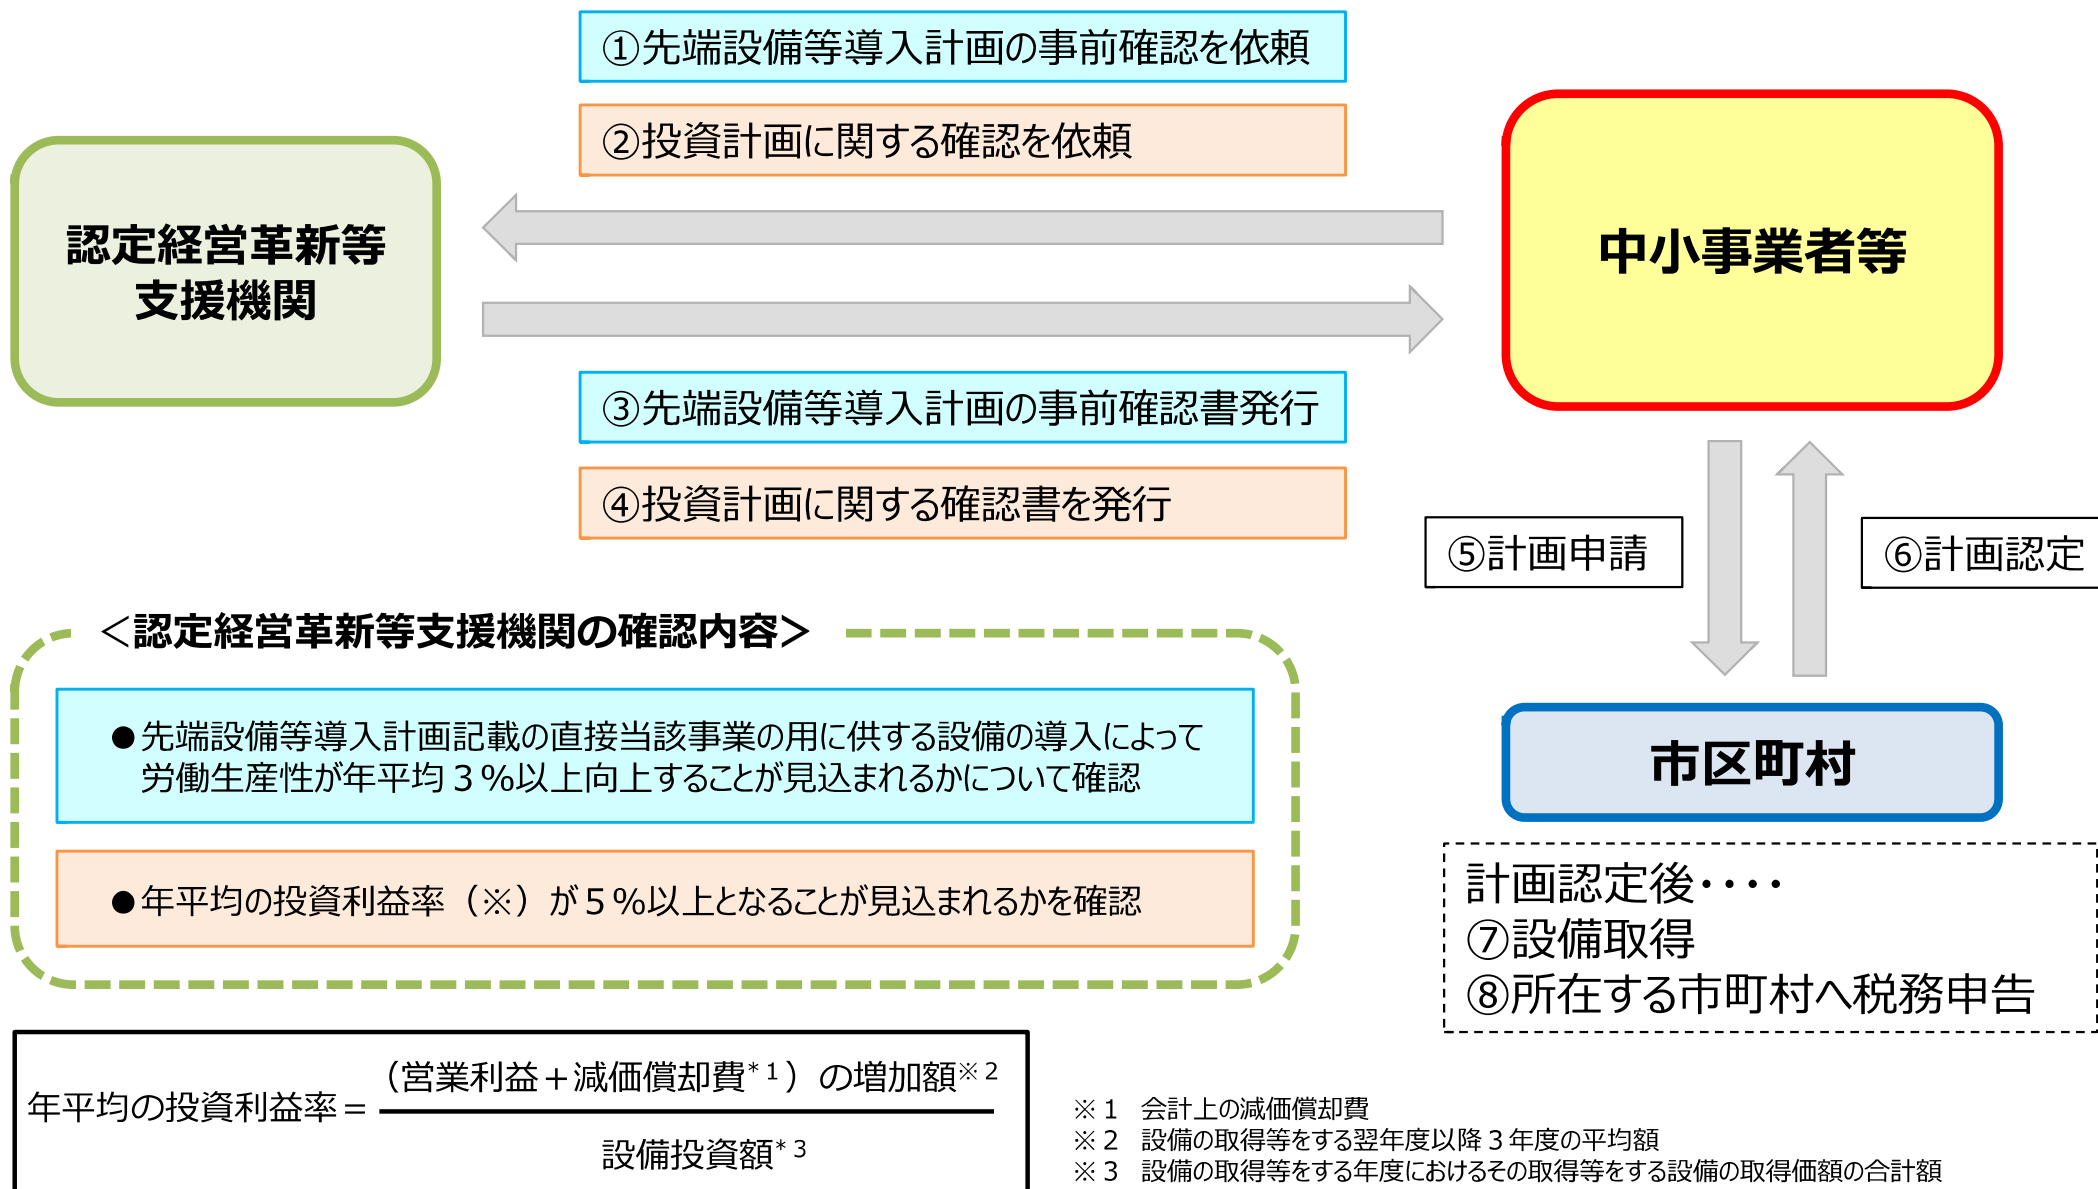 ①先端設備等導入計画の事前確認を依頼
②投資計画に関する確認を依頼
認定経営革新等
支援機関
中小事業者等
③先端設備等導入計画の事前確認書発行
④投資計画に関する確認書を発行
⑤計画申請
⑥計画認定
＜認定経営革新等支援機関の確認内容＞
●先端設備等導入計画記載の直接当該事業の用に供する設備の導入によって
労働生産性が年平均３％以上向上することが見込まれるかについて確認
●年平均の投資利益率（※）が５％以上となることが見込まれるかを確認
市区町村
計画認定後････
⑦設備取得
⑧所在する市町村へ税務申告
（営業利益＋減価償却費*１）の増加額※２
年平均の投資利益率＝
設備投資額*３
※１ 会計上の減価償却費
※２ 設備の取得等をする翌年度以降３年度の平均額
※３ 設備の取得等をする年度におけるその取得等をする設備の取得価額の合計額